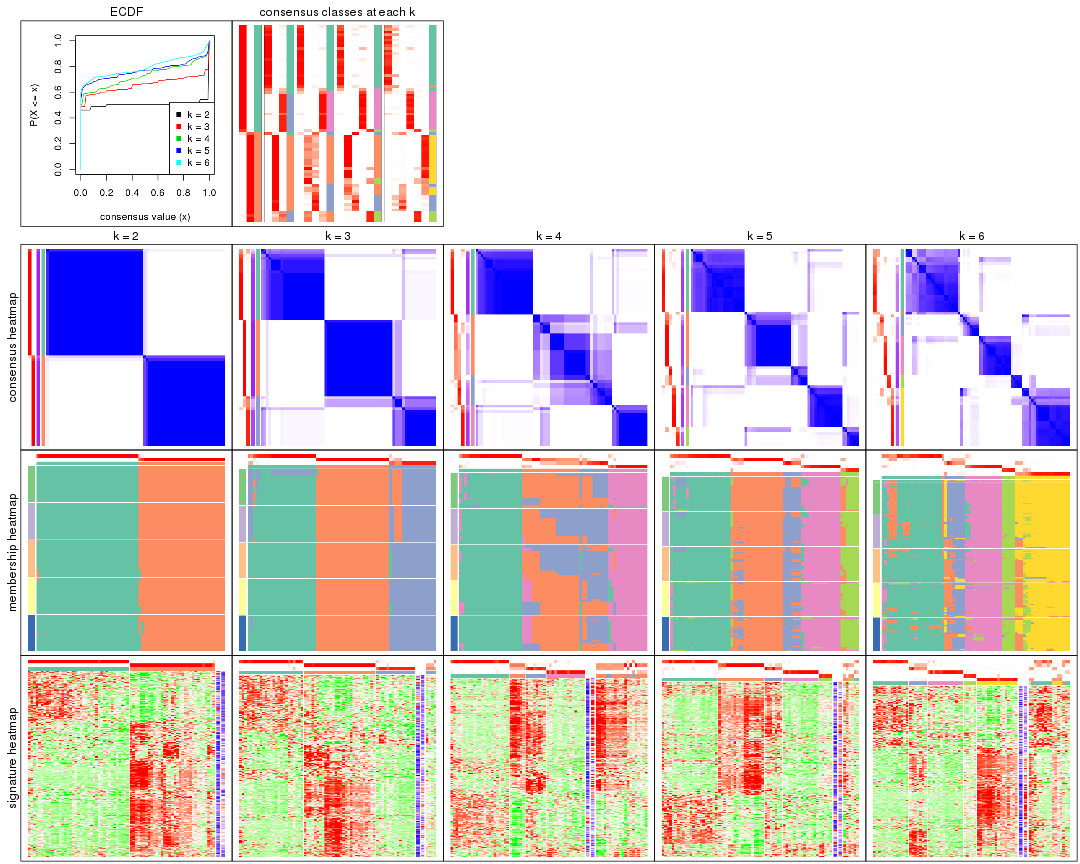 ECDF
consensus classes at each k
P(X <= x)
0.0 0.2 0.4 0.6 0.8 1.0
k = 2
k = 3
k = 4
k = 5
k = 6
0.0 0.2 0.4 0.6 0.8 1.0
consensus value (x)
k = 2 k = 3 k = 4 k = 5 k = 6
consensus heatmap
membership heatmap
signature heatmap